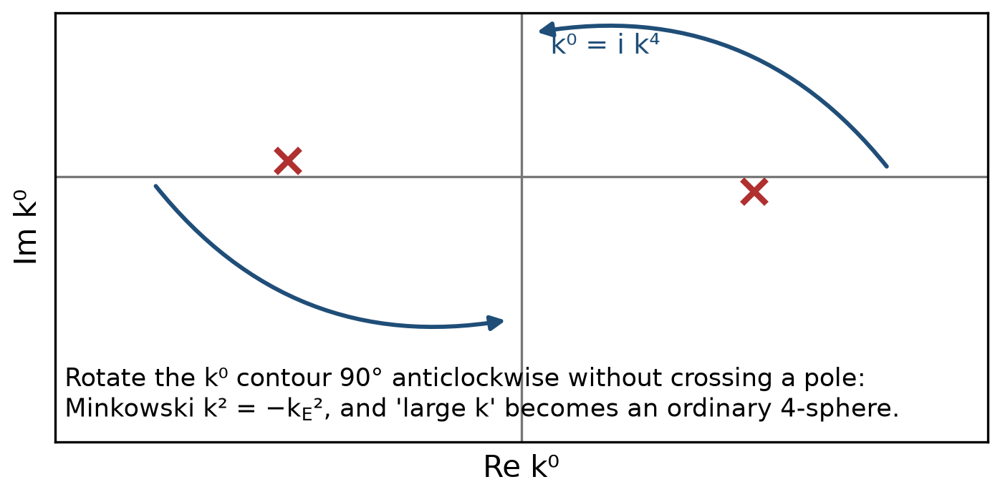 k⁰ = i k⁴
Im k⁰
Rotate the k⁰ contour 90° anticlockwise without crossing a pole:
Minkowski k² = −k_E², and 'large k' becomes an ordinary 4-sphere.
Re k⁰